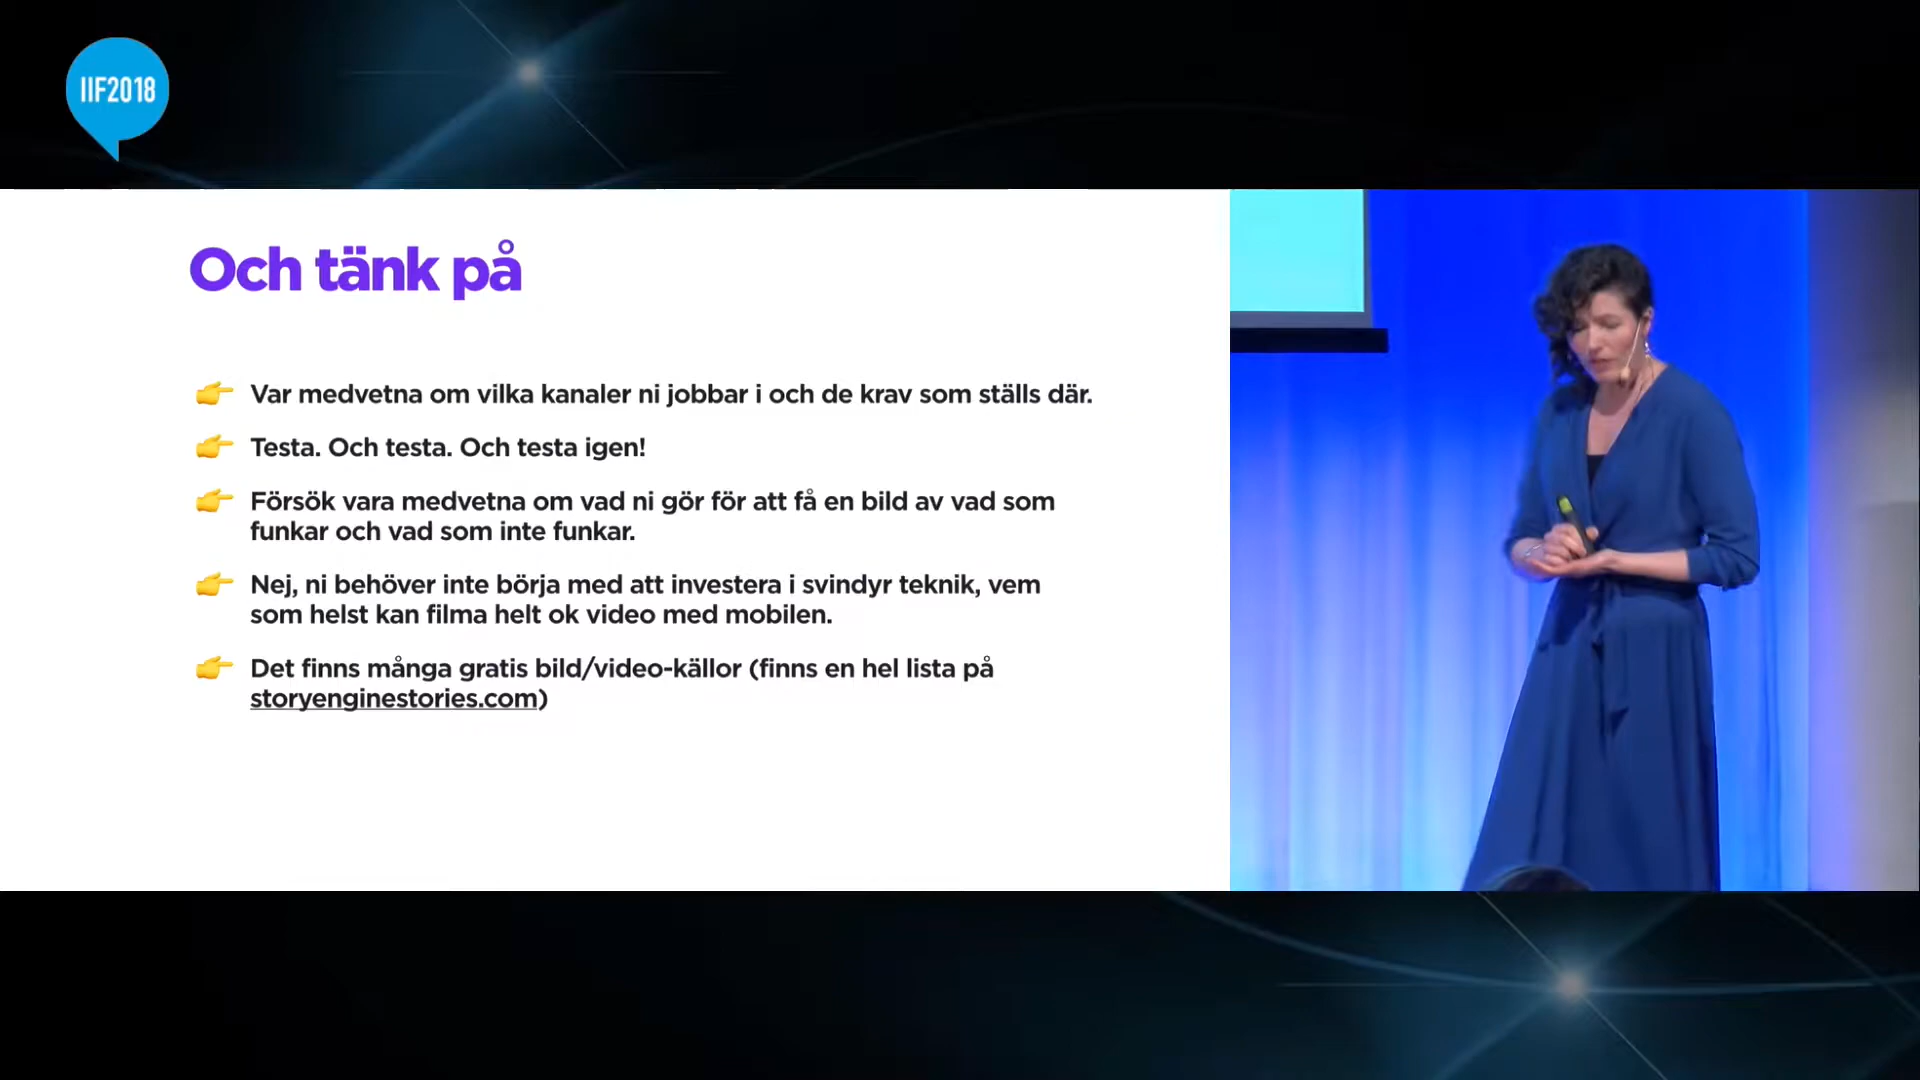 IIF2018
Och tänk på
👉 Var medvetna om vilka kanaler ni jobbar i och de krav som ställs där.
👉 Testa. Och testa. Och testa igen!
👉 Försök vara medvetna om vad ni gör för att få en bild av vad som
funkar och vad som inte funkar.
👉 Nej, ni behöver inte börja med att investera i svindyr teknik, vem
som helst kan filma helt ok video med mobilen.
👉 Det finns många gratis bild/video-källor (finns en hel lista på
storyenginestories.com)